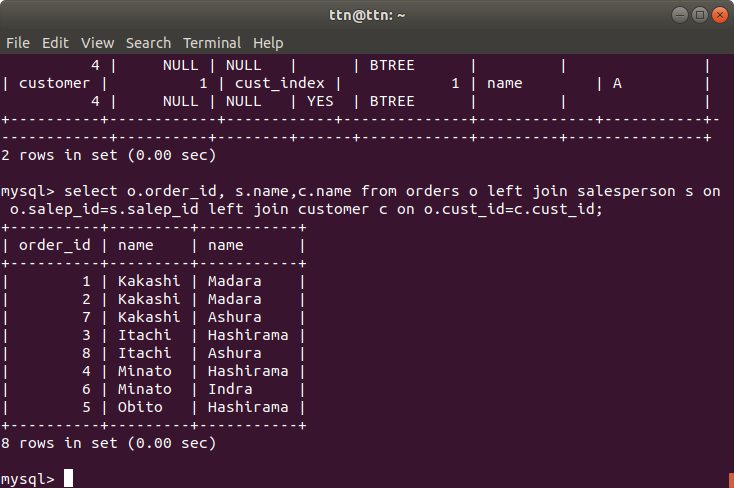 ttn@ttn: ~
File Edit View Search Terminal Help
4 |     NULL | NULL   |      | BTREE      |         |               |
| customer |          1 | cust_index |            1 | name        | A         |
4 |     NULL | NULL   | YES  | BTREE      |         |               |
+----------+------------+------------+--------------+-------------+-----------+-
------------+----------+--------+------+------------+---------+---------------+
2 rows in set (0.00 sec)
mysql> select o.order_id, s.name,c.name from orders o left join salesperson s on
o.salep_id=s.salep_id left join customer c on o.cust_id=c.cust_id;
+----------+---------+-----------+
| order_id | name    | name      |
+----------+---------+-----------+
|        1 | Kakashi | Madara    |
|        2 | Kakashi | Madara    |
|        7 | Kakashi | Ashura    |
|        3 | Itachi  | Hashirama |
|        8 | Itachi  | Ashura    |
|        4 | Minato  | Hashirama |
|        6 | Minato  | Indra     |
|        5 | Obito   | Hashirama |
+----------+---------+-----------+
8 rows in set (0.00 sec)
mysql>